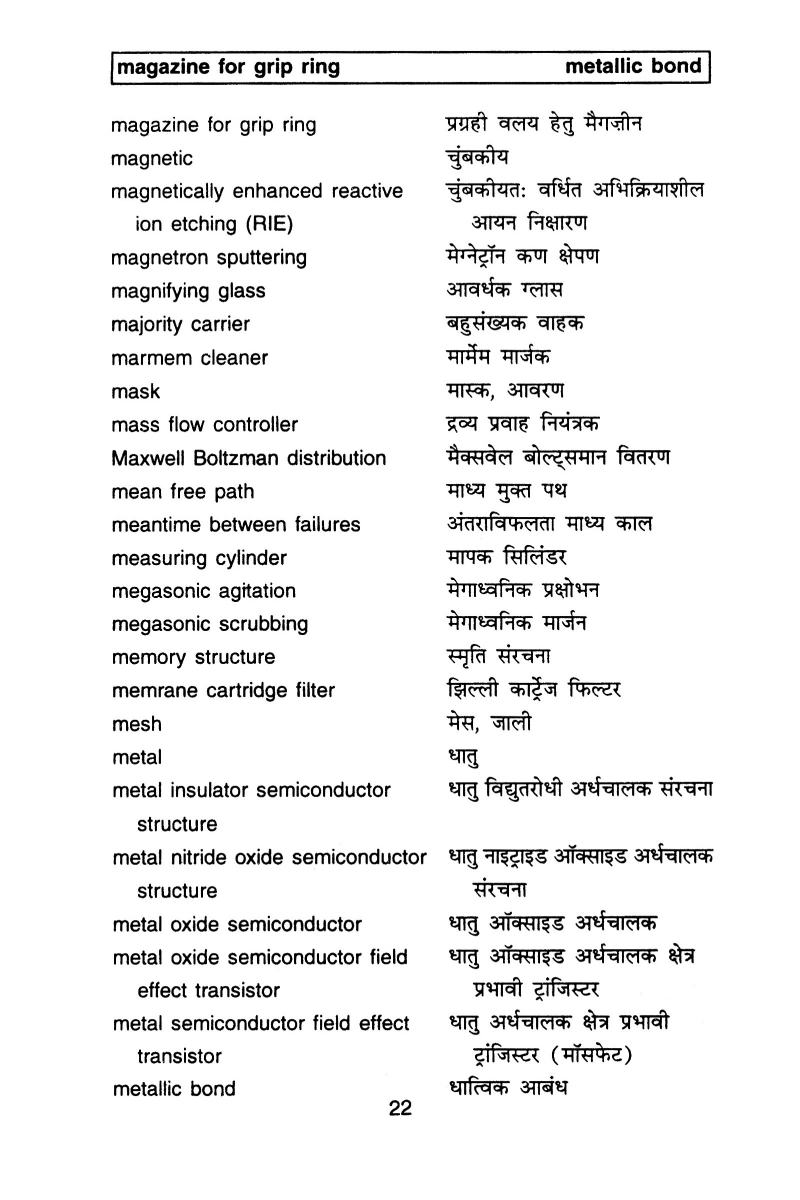 magazine for grip ring metallic bond
magazine for grip ring प्रग्रही वलय हेतु मैगज़ीन
magnetic चुंबकीय
magnetically enhanced reactive चुंबकीयत: वर्धित अभिक्रियाशील
ion etching (RIE) आयन निक्षारण
magnetron sputtering मेग्नेट्रॉन कण क्षेपण
magnifying glass आवर्धक ग्लास
majority carrier बहुसंख्यक वाहक
marmem cleaner मार्मेम मार्जक
mask मास्क, आवरण
mass flow controller द्रव्य प्रवाह नियंत्रक
Maxwell Boltzman distribution मैक्सवेल बोल्ट्समान वितरण
mean free path माध्य मुक्त पथ
meantime between failures अंतराविफलता माध्य काल
measuring cylinder मापक सिलिंडर
megasonic agitation मेगाध्वनिक प्रक्षोभन
megasonic scrubbing मेगाध्वनिक मार्जन
memory structure स्मृति संरचना
memrane cartridge filter झिल्ली कार्ट्रेज फिल्टर
mesh मेस, जाली
metal धातु
metal insulator semiconductor धातु विद्युतरोधी अर्धचालक संरचना
structure
metal nitride oxide semiconductor धातु नाइट्राइड ऑक्साइड अर्धचालक
structure संरचना
metal oxide semiconductor धातु ऑक्साइड अर्धचालक
metal oxide semiconductor field धातु ऑक्साइड अर्धचालक क्षेत्र
effect transistor प्रभावी ट्रांजिस्टर
metal semiconductor field effect धातु अर्धचालक क्षेत्र प्रभावी
transistor ट्रांजिस्टर (मॉसफेट)
metallic bond धात्विक आबंध
22